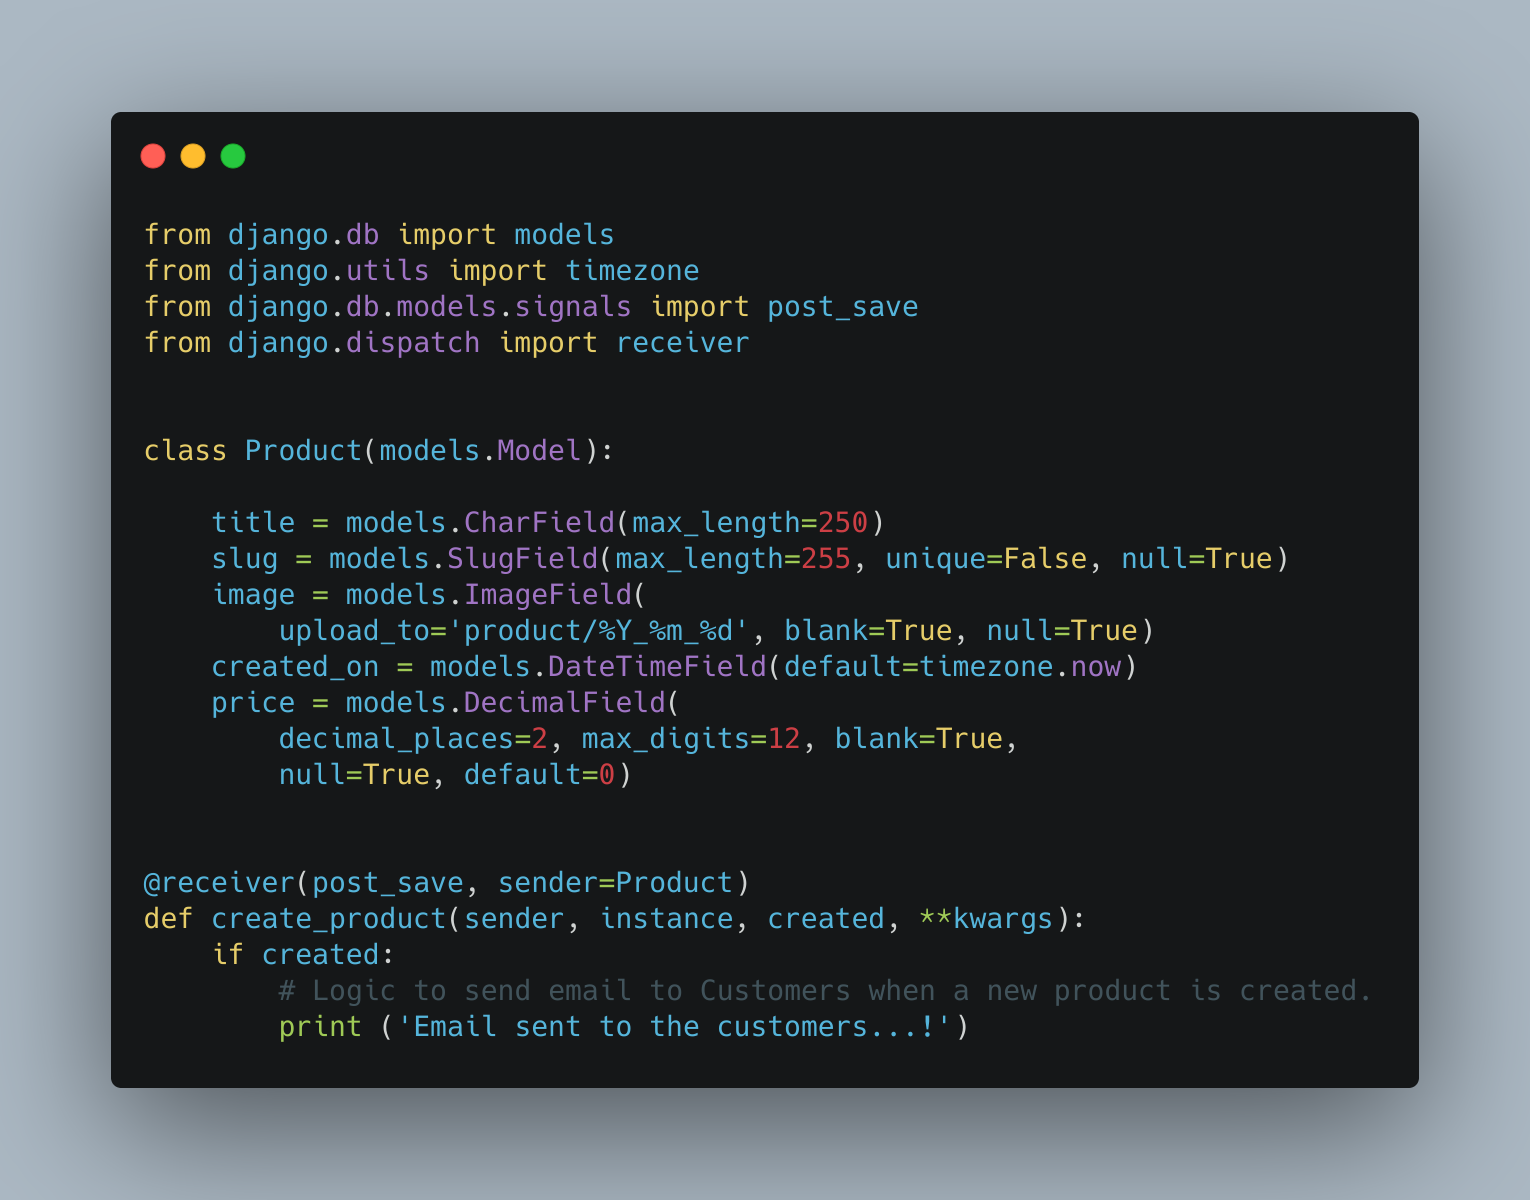 from django.db import models
from django.utils import timezone
from django.db.models.signals import post_save
from django.dispatch import receiver
class Product(models.Model):
    title = models.CharField(max_length=250)
    slug = models.SlugField(max_length=255, unique=False, null=True)
    image = models.ImageField(
        upload_to='product/%Y_%m_%d', blank=True, null=True)
    created_on = models.DateTimeField(default=timezone.now)
    price = models.DecimalField(
        decimal_places=2, max_digits=12, blank=True,
        null=True, default=0)
@receiver(post_save, sender=Product)
def create_product(sender, instance, created, **kwargs):
    if created:
        # Logic to send email to Customers when a new product is created.
        print ('Email sent to the customers...!')